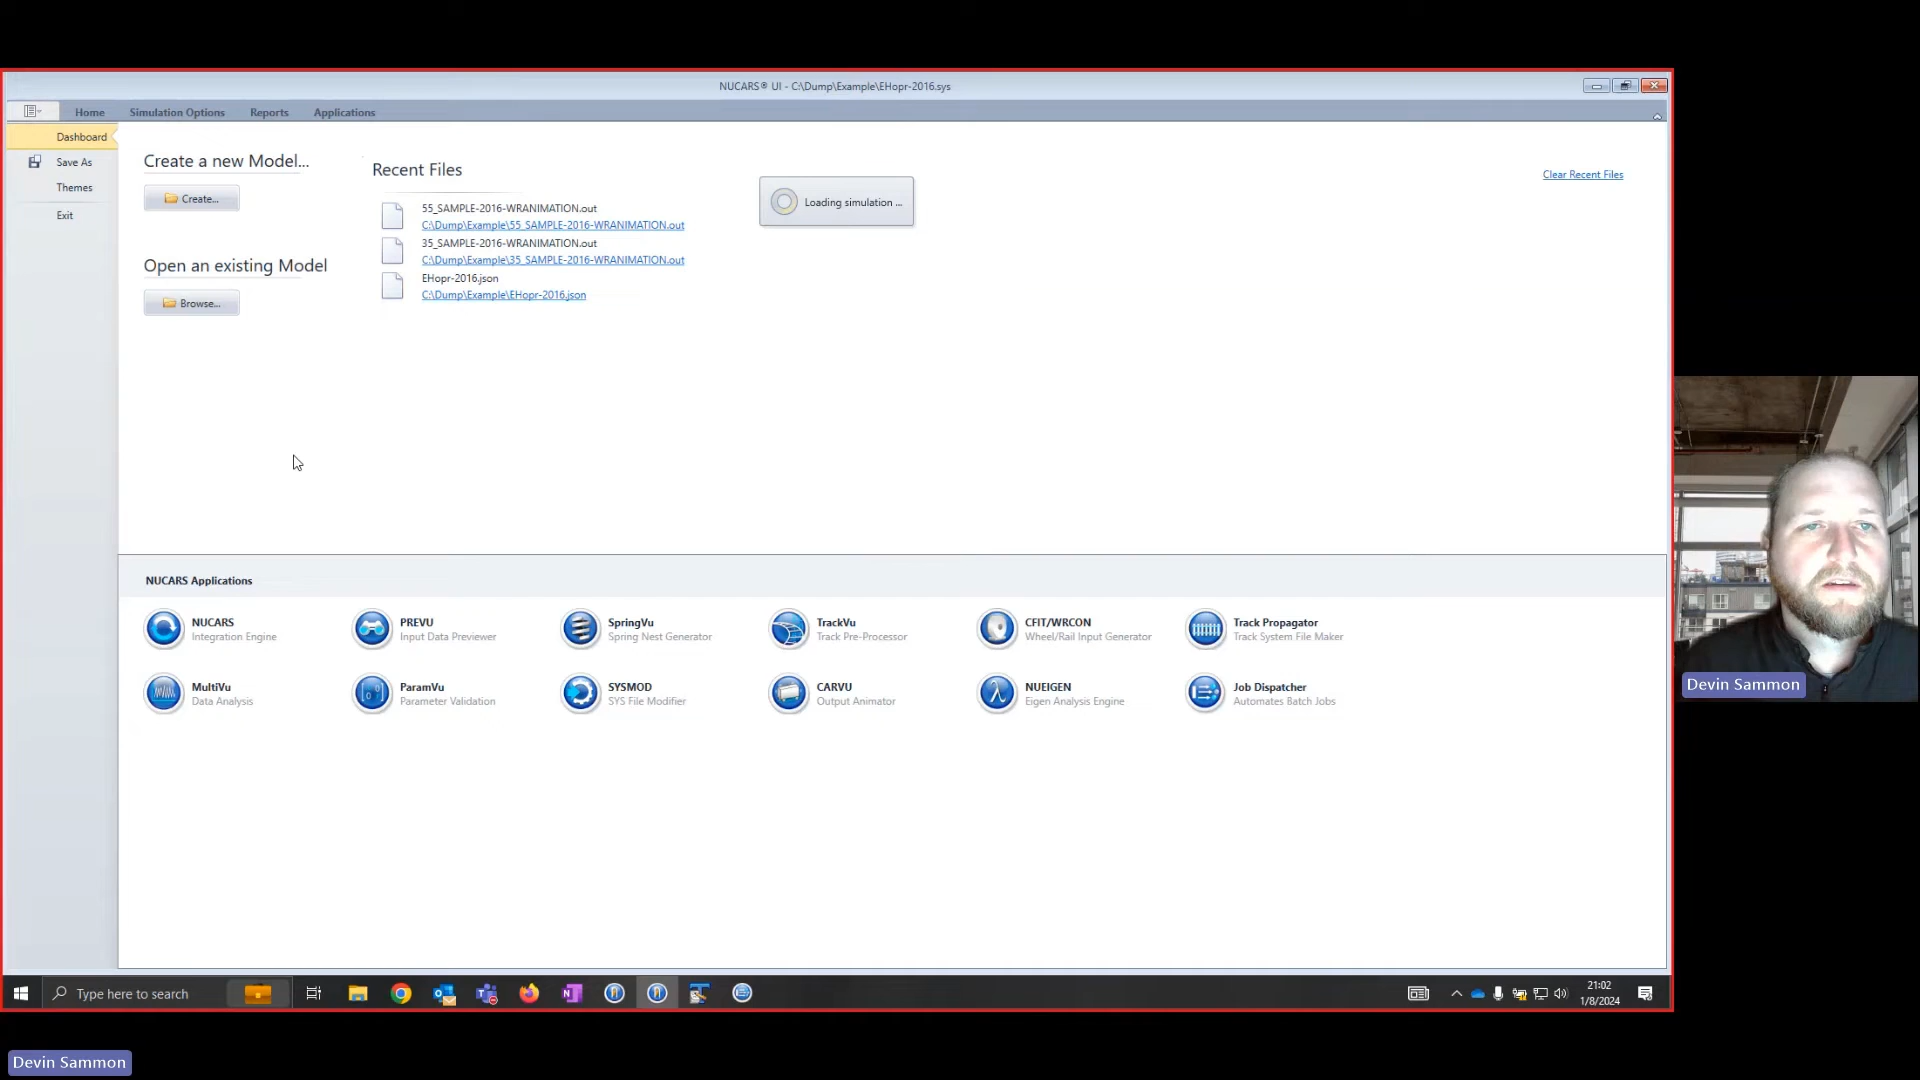 NUCARS® UI - C:\Dump\Example\EHopr-2016.sys
Home
Simulation Options
Reports
Applications
Dashboard
Save As
Themes
Exit
Create a new Model...
Create...
Open an existing Model
Browse...
Recent Files
Clear Recent Files
55_SAMPLE-2016-WRANIMATION.out
C:\Dump\Example\55_SAMPLE-2016-WRANIMATION.out
35_SAMPLE-2016-WRANIMATION.out
C:\Dump\Example\35_SAMPLE-2016-WRANIMATION.out
EHopr-2016.json
C:\Dump\Example\EHopr-2016.json
Loading simulation ...
NUCARS Applications
NUCARS
Integration Engine
PREVU
Input Data Previewer
SpringVu
Spring Nest Generator
TrackVu
Track Pre-Processor
CFIT/WRCON
Wheel/Rail Input Generator
Track Propagator
Track System File Maker
MultiVu
Data Analysis
ParamVu
Parameter Validation
SYSMOD
SYS File Modifier
CARVU
Output Animator
NUEIGEN
Eigen Analysis Engine
Job Dispatcher
Automates Batch Jobs
Type here to search
21:02
1/8/2024
Devin Sammon
Devin Sammon